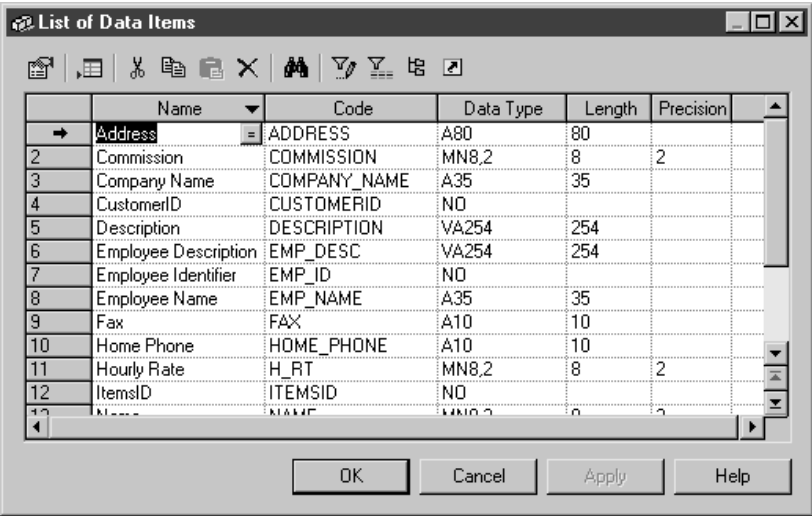 List of Data Items
Name Code Data Type Length Precision
Address = ADDRESS A80 80
2 Commission COMMISSION MN8,2 8 2
3 Company Name COMPANY_NAME A35 35
4 CustomerID CUSTOMERID NO
5 Description DESCRIPTION VA254 254
6 Employee Description EMP_DESC VA254 254
7 Employee Identifier EMP_ID NO
8 Employee Name EMP_NAME A35 35
9 Fax FAX A10 10
10 Home Phone HOME_PHONE A10 10
11 Hourly Rate H_RT MN8,2 8 2
12 ItemsID ITEMSID NO
OK Cancel Apply Help